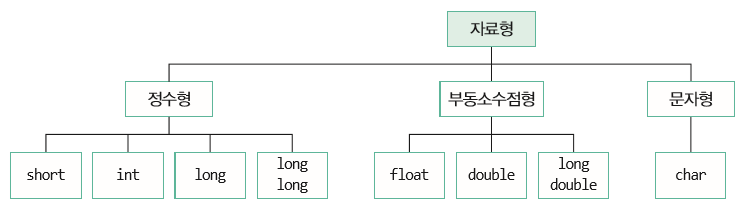 자료형
정수형
부동소수점형
문자형
short
int
long
long
long
float
double
long
double
char